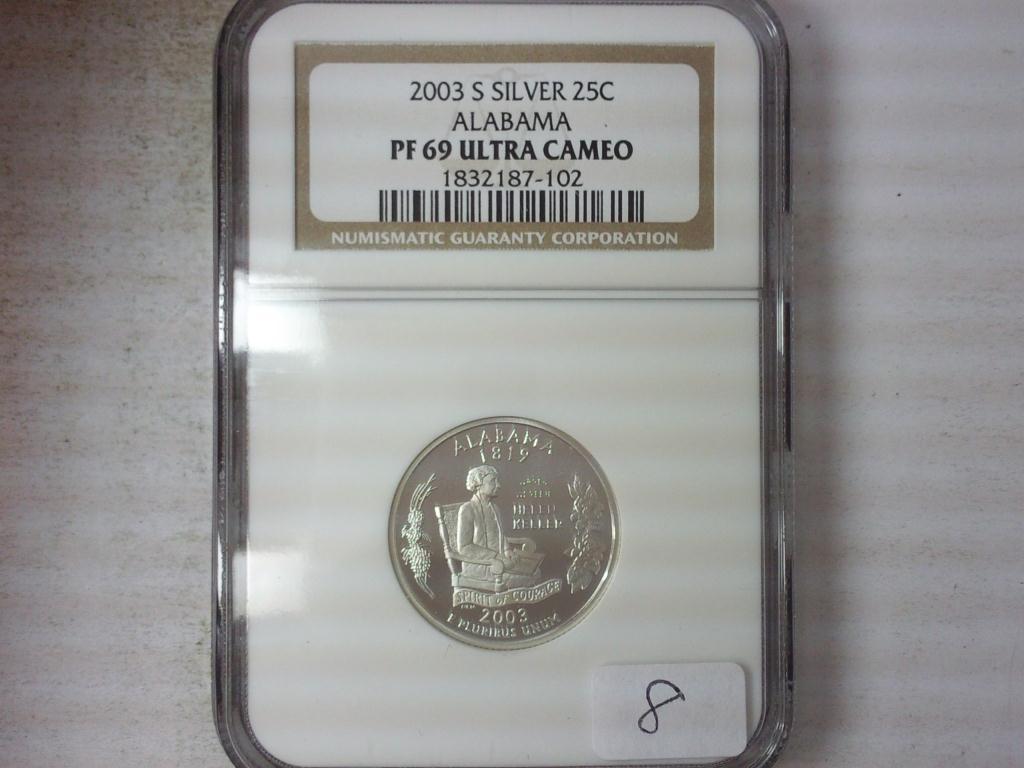 2003 S SILVER 25C
ALABAMA
PF 69 ULTRA CAMEO
1832187-102
NUMISMATIC GUARANTY CORPORATION
ALABAMA
1819
HELEN
KELLER
SPIRIT of COURAGE
2003
E PLURIBUS UNUM
8